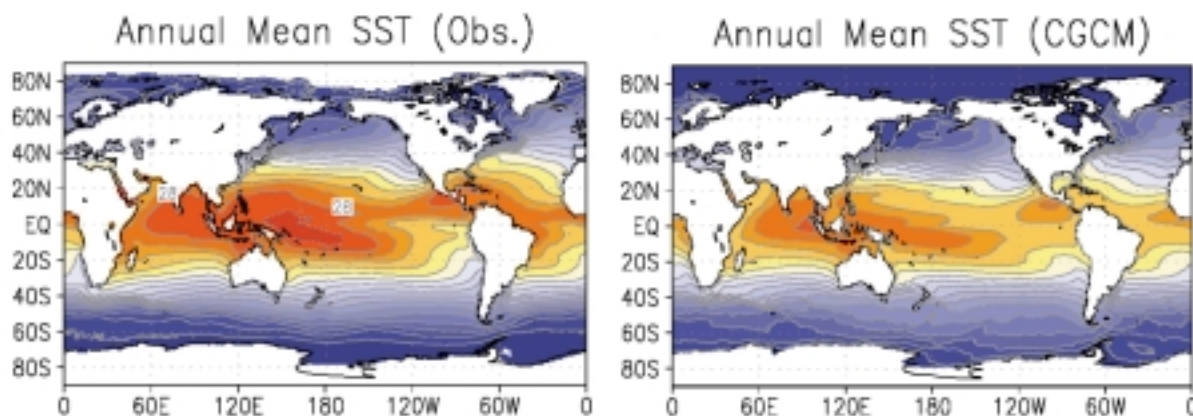 Annual Mean SST (Obs.)
80N
60N
40N
20N
EQ
20S
40S
60S
80S
0 60E 120E 180 120W 60W 0
28
28
Annual Mean SST (CGCM)
80N
60N
40N
20N
EQ
20S
40S
60S
80S
0 60E 120E 180 120W 60W 0